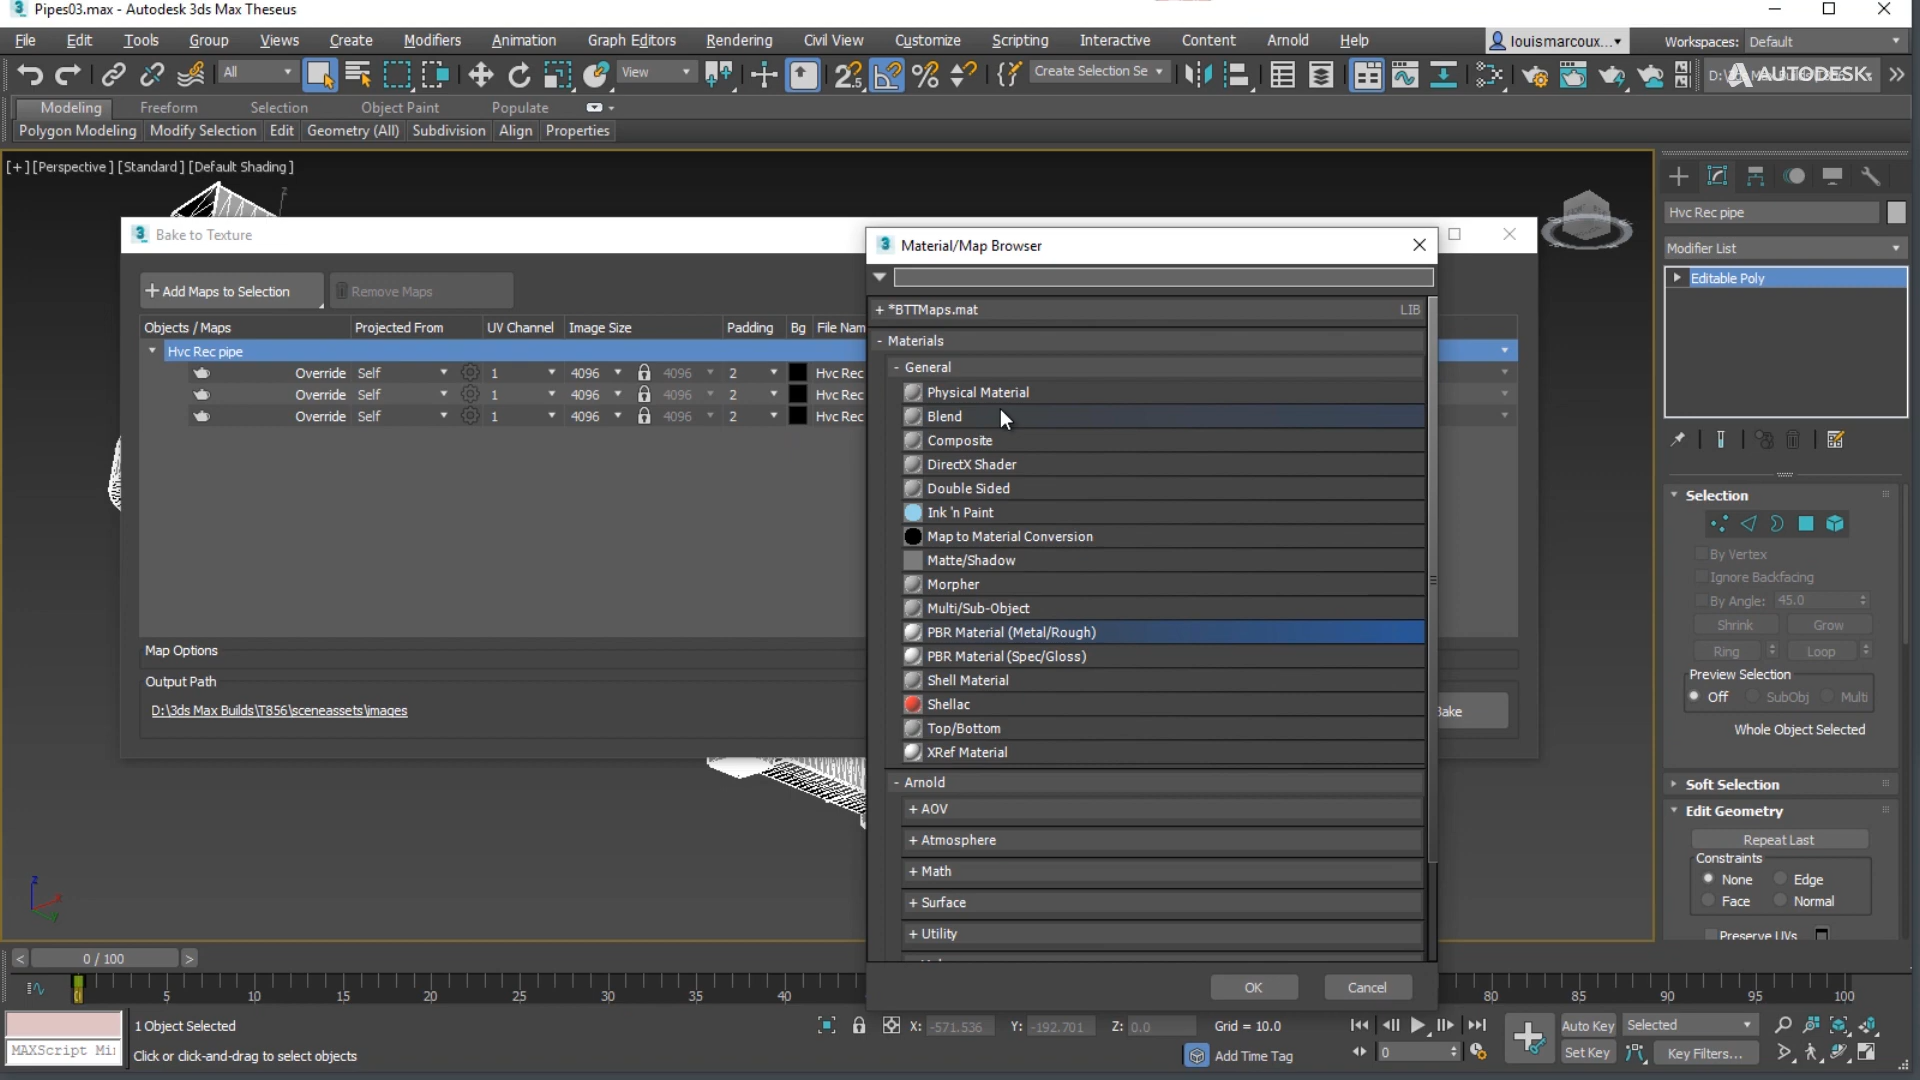 Pipes03.max - Autodesk 3ds Max Theseus
File Edit Tools Group Views Create Modifiers Animation Graph Editors Rendering Civil View Customize Scripting Interactive Content Arnold Help louismarcoux... Workspaces: Default
All View Create Selection Se AUTODESK.
Modeling Freeform Selection Object Paint Populate
Polygon Modeling Modify Selection Edit Geometry (All) Subdivision Align Properties
[+] [Perspective] [Standard] [Default Shading]
Bake to Texture
+ Add Maps to Selection Remove Maps
Objects / Maps Projected From UV Channel Image Size Padding Bg File Nam
Hvc Rec pipe
Override Self 1 4096 4096 2 Hvc Rec
Override Self 1 4096 4096 2 Hvc Rec
Override Self 1 4096 4096 2 Hvc Rec
Map Options
Output Path
D:\3ds Max Builds\T856\sceneassets\images
Bake
Material/Map Browser
+ *BTTMaps.mat LIB
- Materials
- General
Physical Material
Blend
Composite
DirectX Shader
Double Sided
Ink 'n Paint
Map to Material Conversion
Matte/Shadow
Morpher
Multi/Sub-Object
PBR Material (Metal/Rough)
PBR Material (Spec/Gloss)
Shell Material
Shellac
Top/Bottom
XRef Material
- Arnold
+ AOV
+ Atmosphere
+ Math
+ Surface
+ Utility
OK Cancel
Hvc Rec pipe
Modifier List
Editable Poly
Selection
By Vertex
Ignore Backfacing
By Angle: 45.0
Shrink Grow
Ring Loop
Preview Selection
Off SubObj Multi
Whole Object Selected
Soft Selection
Edit Geometry
Repeat Last
Constraints
None Edge
Face Normal
Preserve UVs
< 0 / 100 >
0 5 10 15 20 25 30 35 40 80 85 90 95 100
1 Object Selected X: -571.536 Y: -192.701 Z: 0.0 Grid = 10.0 Auto Key Selected
MAXScript Mi Click or click-and-drag to select objects Add Time Tag 0 Set Key Key Filters...